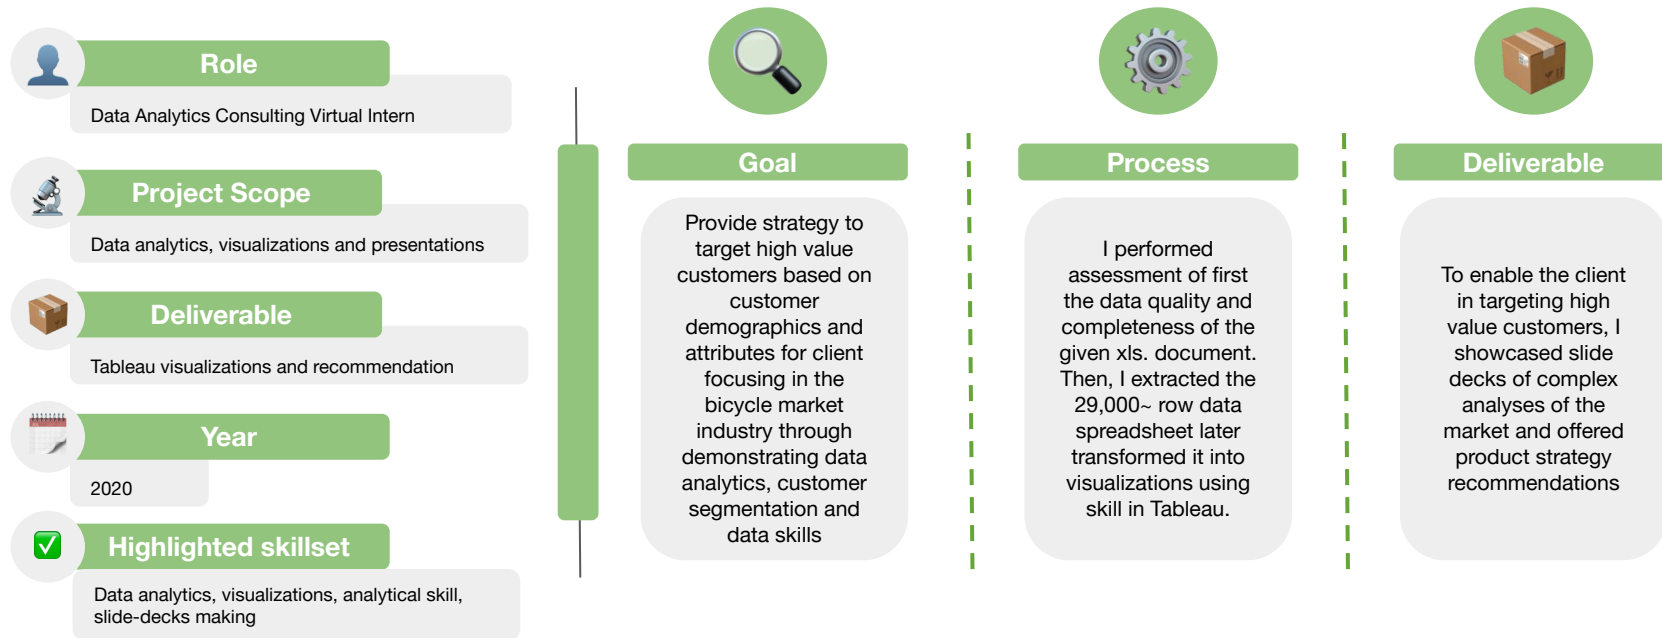 Role
Data Analytics Consulting Virtual Intern
Project Scope
Data analytics, visualizations and presentations
Deliverable
Tableau visualizations and recommendation
Year
2020
Highlighted skillset
Data analytics, visualizations, analytical skill,
slide-decks making
Goal
Provide strategy to
target high value
customers based on
customer
demographics and
attributes for client
focusing in the
bicycle market
industry through
demonstrating data
analytics, customer
segmentation and
data skills
Process
I performed
assessment of first
the data quality and
completeness of the
given xls. document.
Then, I extracted the
29,000~ row data
spreadsheet later
transformed it into
visualizations using
skill in Tableau.
Deliverable
To enable the client
in targeting high
value customers, I
showcased slide
decks of complex
analyses of the
market and offered
product strategy
recommendations